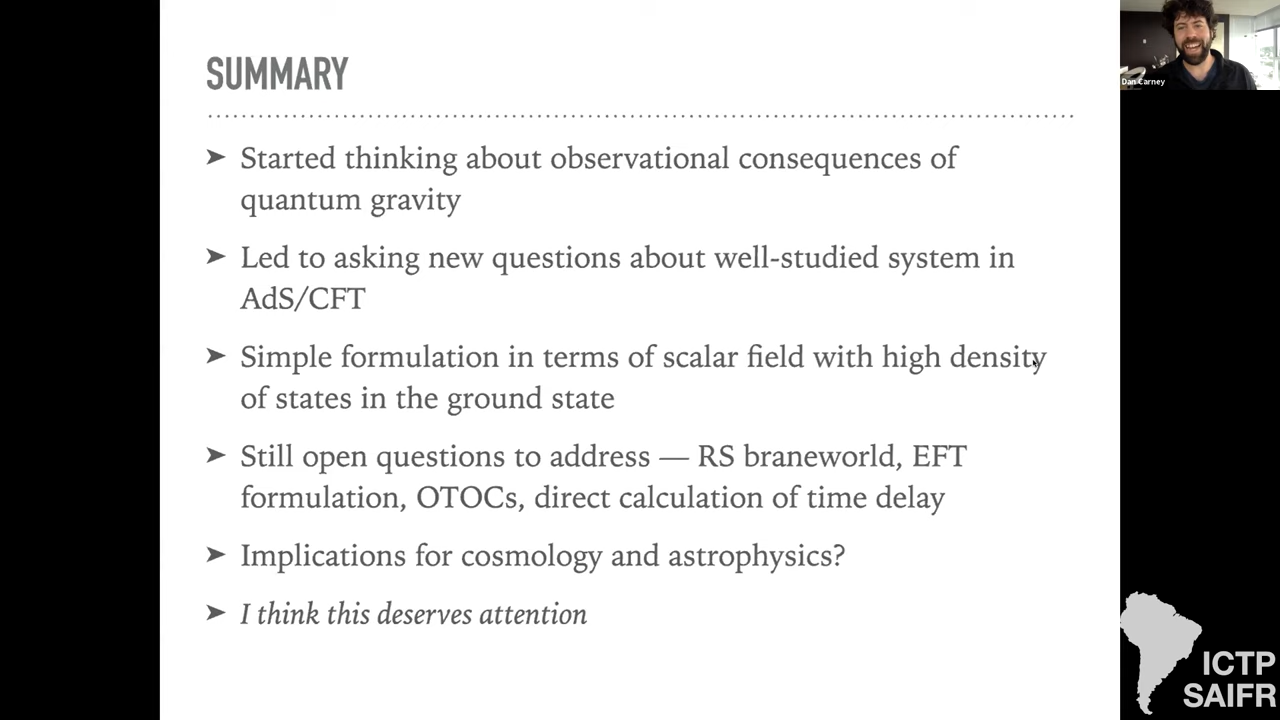 SUMMARY
➤ Started thinking about observational consequences of
quantum gravity
➤ Led to asking new questions about well-studied system in
AdS/CFT
➤ Simple formulation in terms of scalar field with high density
of states in the ground state
➤ Still open questions to address — RS braneworld, EFT
formulation, OTOCs, direct calculation of time delay
➤ Implications for cosmology and astrophysics?
➤ I think this deserves attention
Dan Carney
ICTP
SAIFR